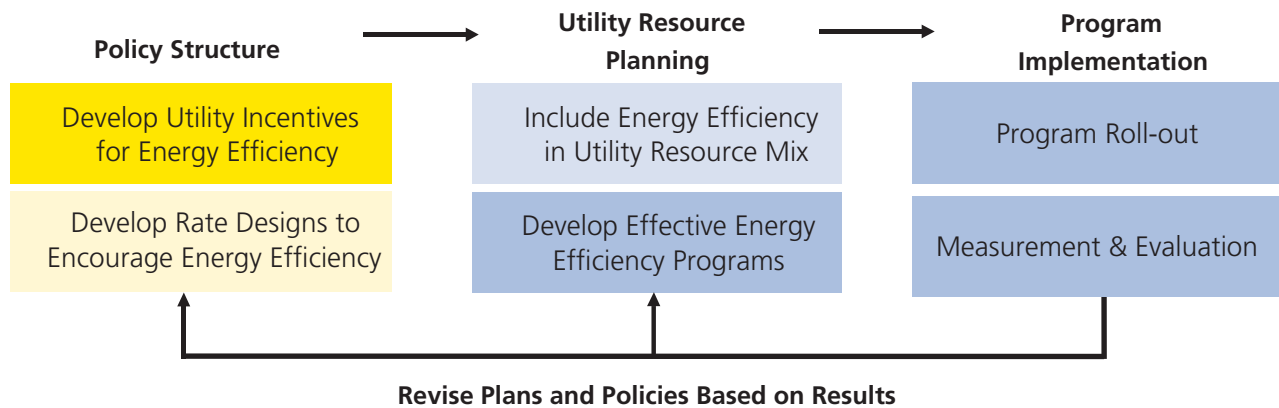 Policy Structure
Utility Resource
Planning
Program
Implementation
Develop Utility Incentives
for Energy Efficiency
Include Energy Efficiency
in Utility Resource Mix
Program Roll-out
Develop Rate Designs to
Encourage Energy Efficiency
Develop Effective Energy
Efficiency Programs
Measurement & Evaluation
Revise Plans and Policies Based on Results